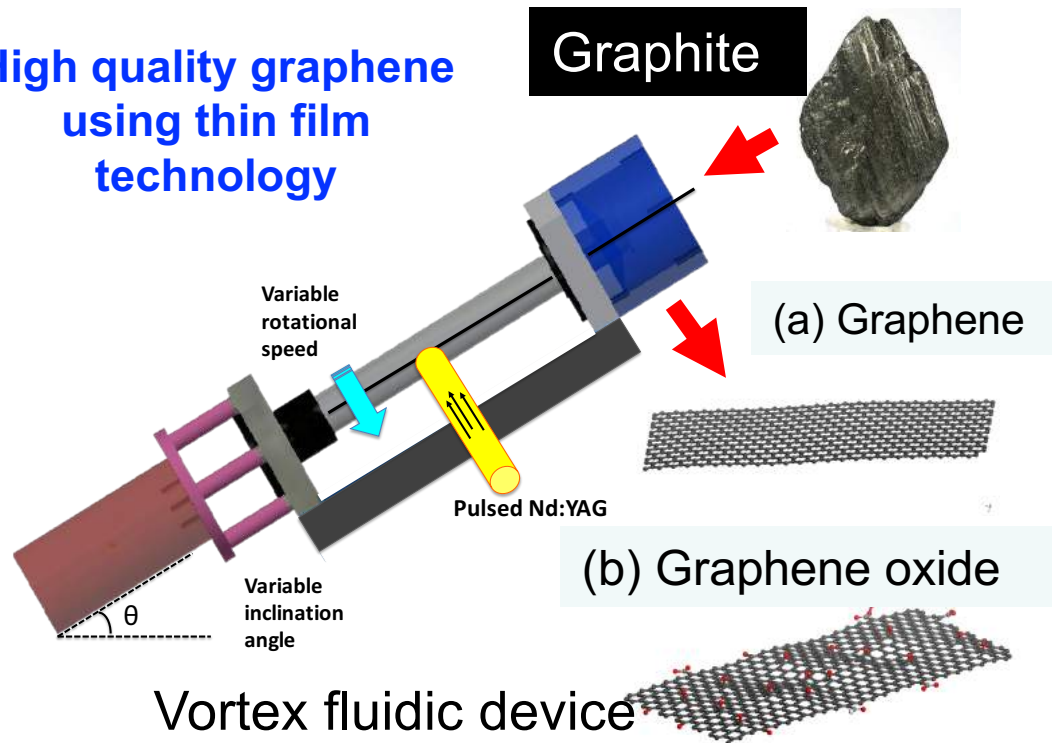 High quality graphene
using thin film
technology
Graphite
Variable
rotational
speed
(a) Graphene
Pulsed Nd:YAG
(b) Graphene oxide
Variable
inclination
angle
θ
Vortex fluidic device